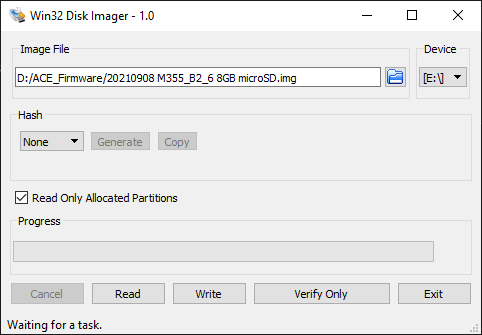 Win32 Disk Imager - 1.0
Image File
Device
D:/ACE_Firmware/20210908 M355_B2_6 8GB microSD.img
[E:\]
Hash
None
Generate
Copy
Read Only Allocated Partitions
Progress
Cancel
Read
Write
Verify Only
Exit
Waiting for a task.